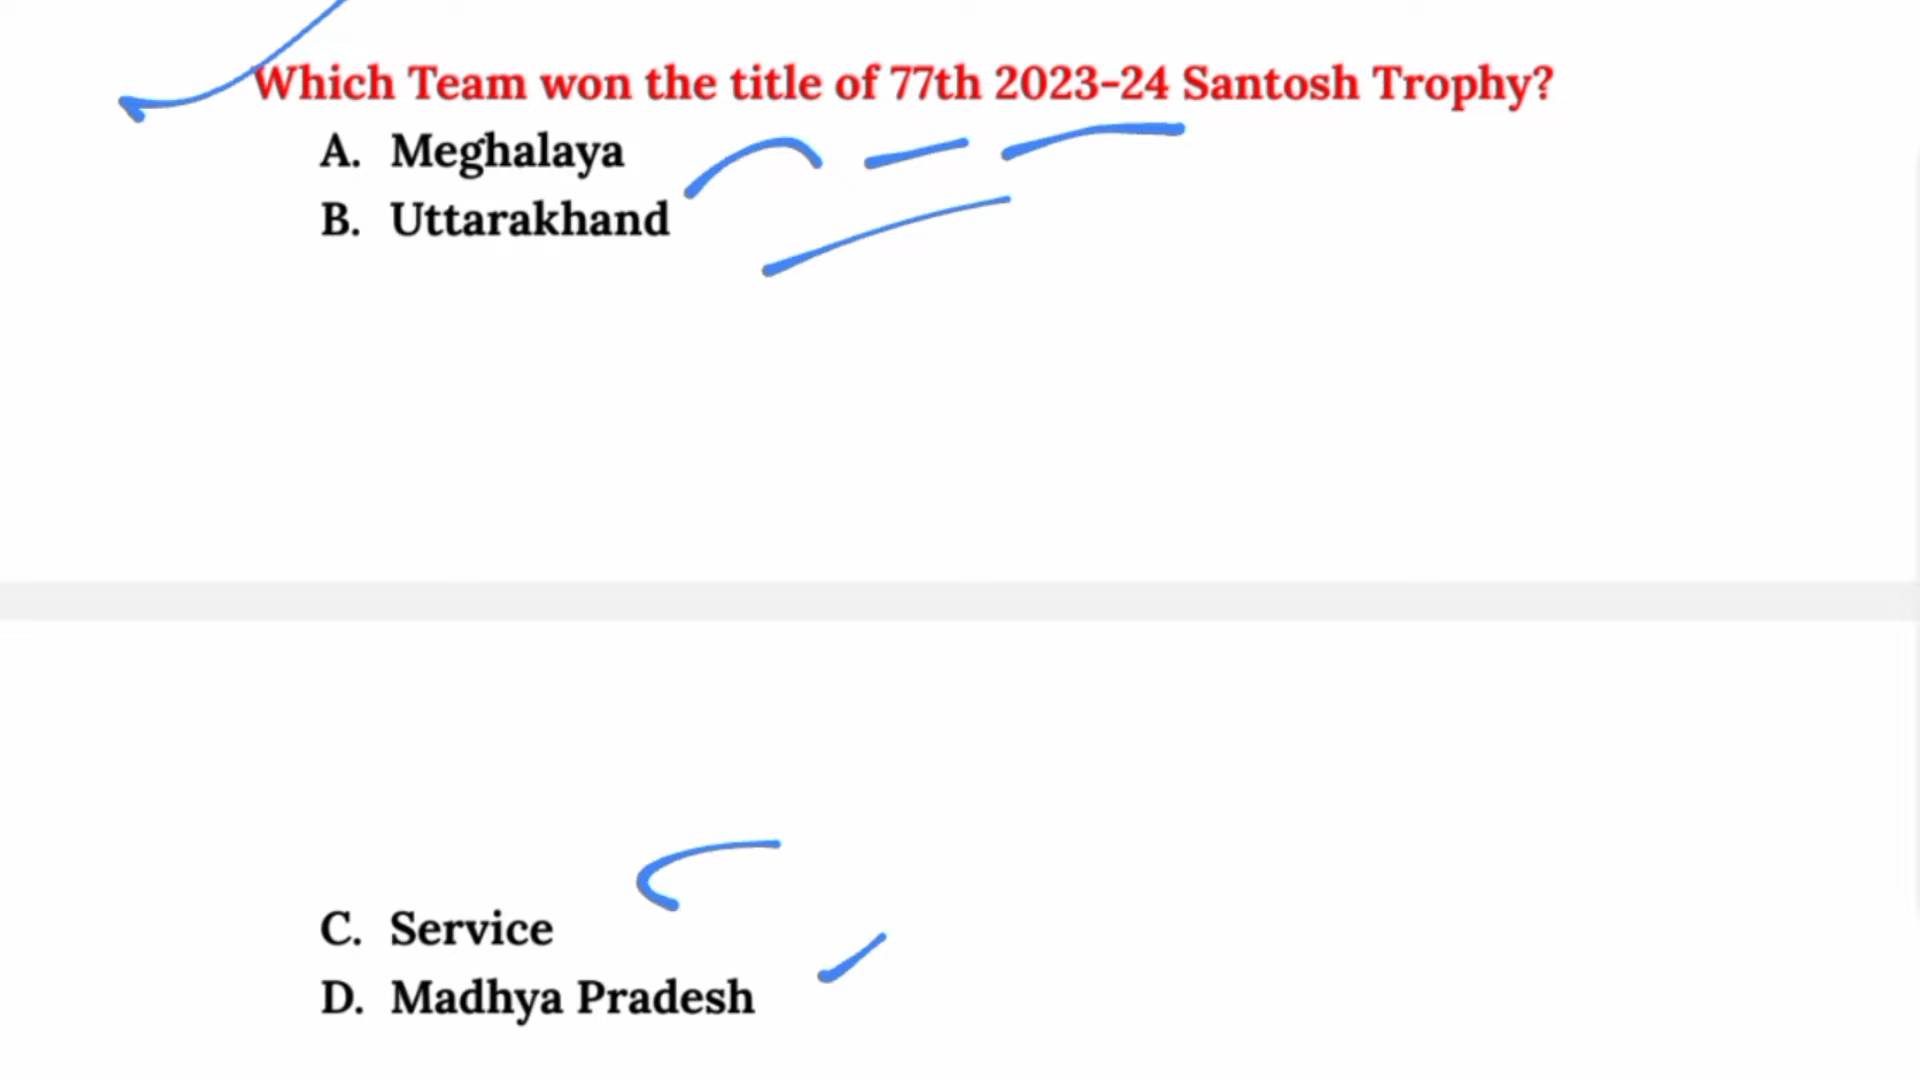 Which Team won the title of 77th 2023-24 Santosh Trophy?
A. Meghalaya
B. Uttarakhand
C. Service
D. Madhya Pradesh